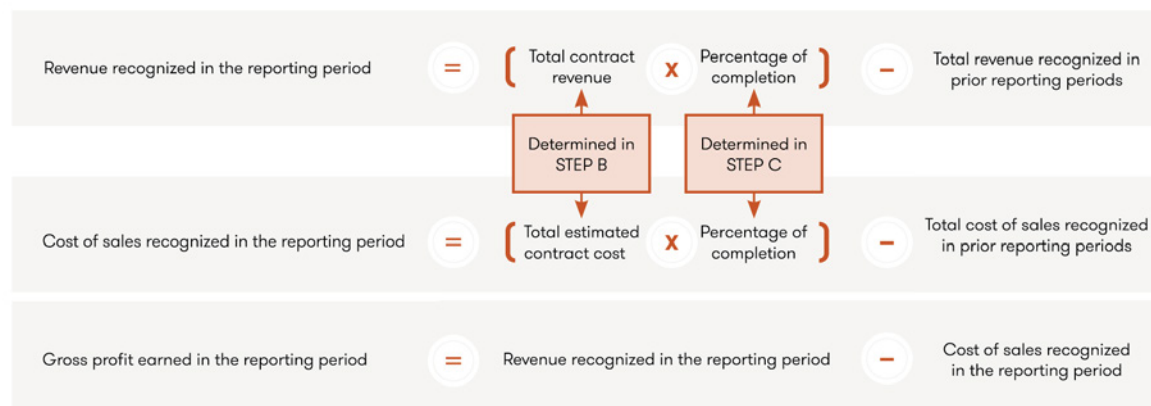 Revenue recognized in the reporting period = ( Total contract revenue x Percentage of completion ) − Total revenue recognized in prior reporting periods
Determined in STEP B
Determined in STEP C
Cost of sales recognized in the reporting period = ( Total estimated contract cost x Percentage of completion ) − Total cost of sales recognized in prior reporting periods
Gross profit earned in the reporting period = Revenue recognized in the reporting period − Cost of sales recognized in the reporting period